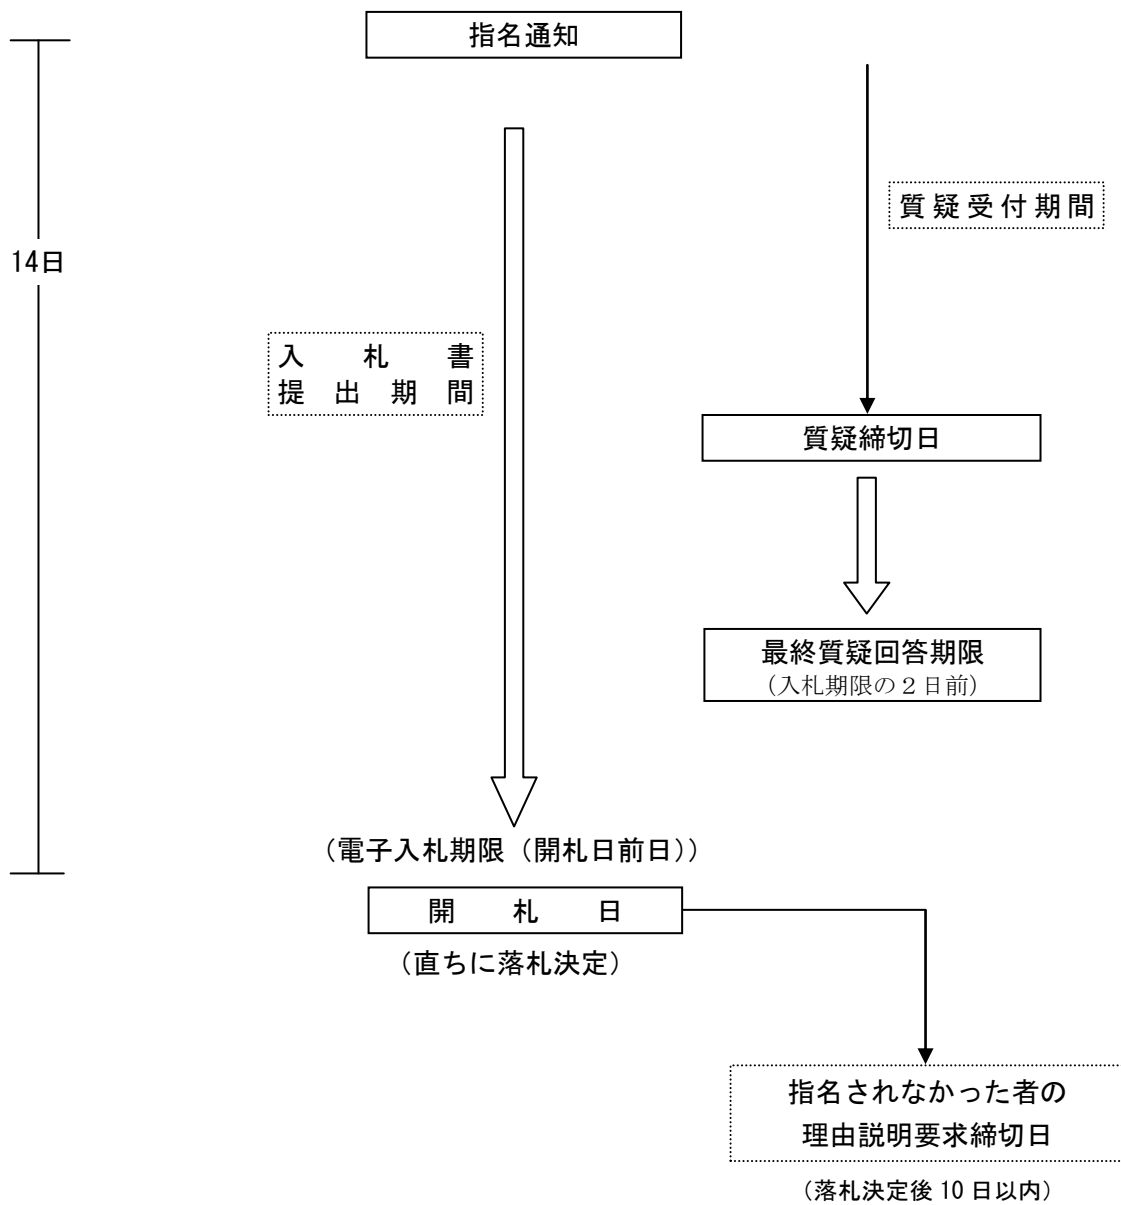 指名通知
質疑受付期間
14日
入札書
提出期間
質疑締切日
最終質疑回答期限
（入札期限の２日前）
（電子入札期限（開札日前日））
開札日
（直ちに落札決定）
指名されなかった者の
理由説明要求締切日
（落札決定後 10 日以内）